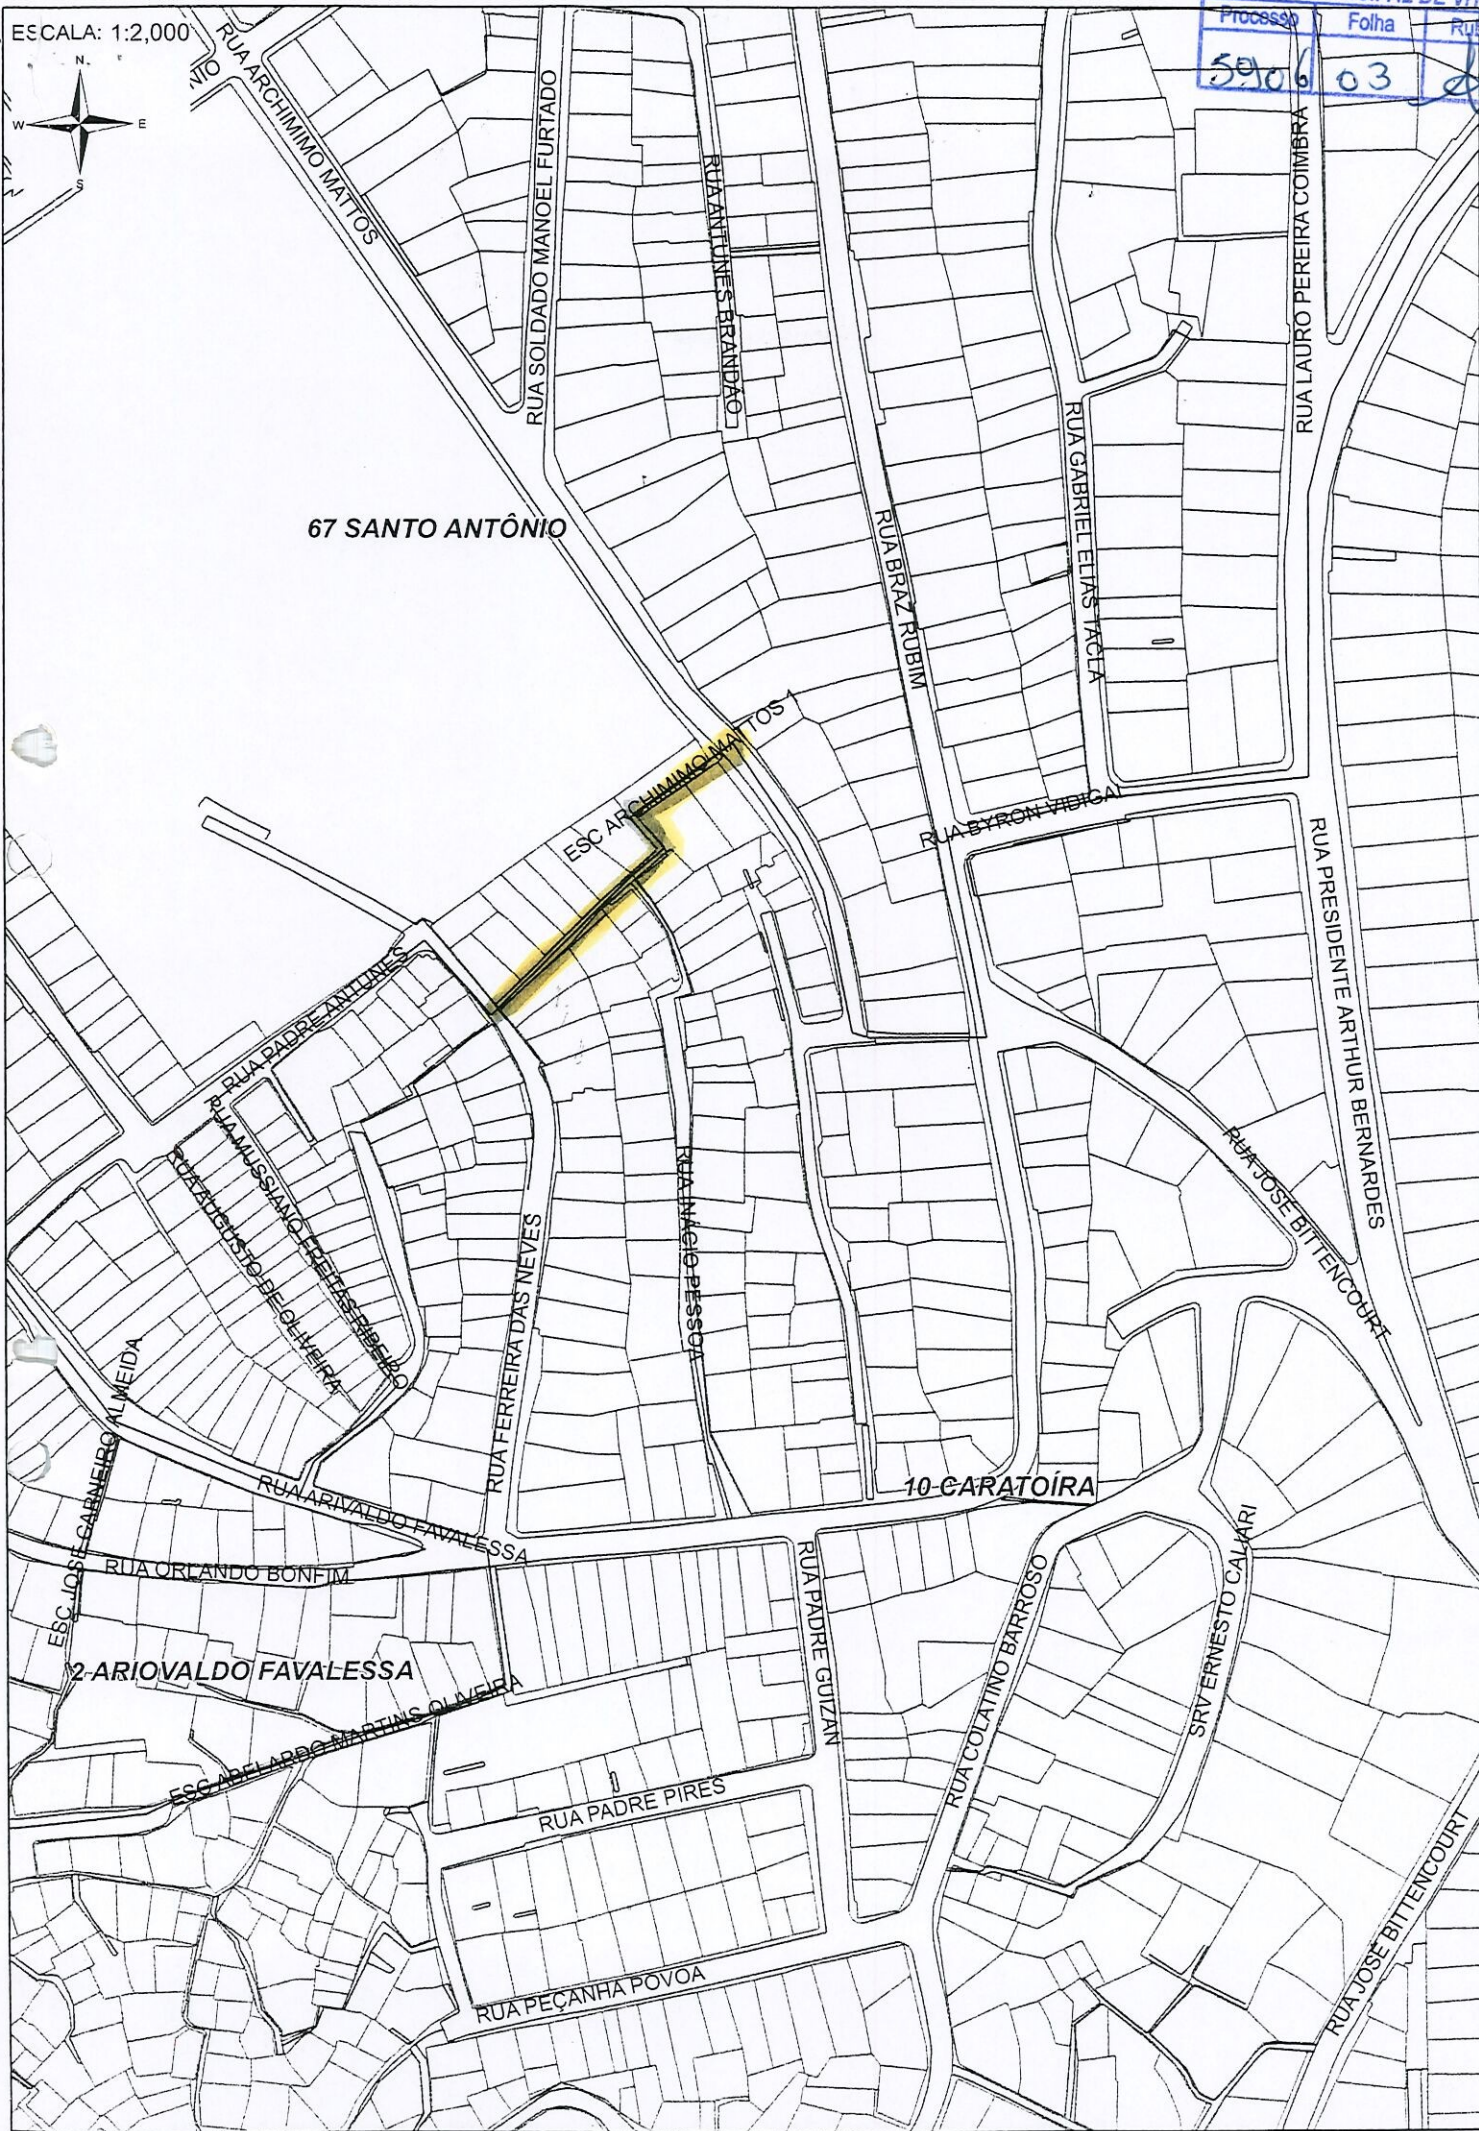 ESCALA: 1:2,000
N
W E
S
Processo Folha
5906 03
RUA ARCHIMIMO MATTOS
RUA SOLDADO MANOEL FURTADO
RUA ANTUNES BRANDAO
RUA LAURO PEREIRA COIMBRA
RUA GABRIEL ELIAS TACLA
67 SANTO ANTÔNIO
RUA BRAZ RUBIM
ESC ARCHIMIMO MATTOS
RUA BYRON VIDIGAL
RUA PRESIDENTE ARTHUR BERNARDES
RUA PADRE ANTUNES
RUA MUSSIANO FREITAS RIBEIRO
RUA AUGUSTO DE OLIVEIRA
RUA FERREIRA DAS NEVES
RUA INÁCIO PESSOA
RUA JOSÉ BITTENCOURT
ESC JOSÉ CARNEIRO ALMEIDA
RUA ARIVALDO FAVALESSA
10 CARATOÍRA
RUA ORLANDO BONFIM
RUA PADRE GUIZAN
RUA COLATINO BARROSO
SRV ERNESTO CALIARI
2 ARIOVALDO FAVALESSA
ESC ABELARDO MARTINS OLIVEIRA
RUA PADRE PIRES
RUA PEÇANHA POVOA
RUA JOSÉ BITTENCOURT